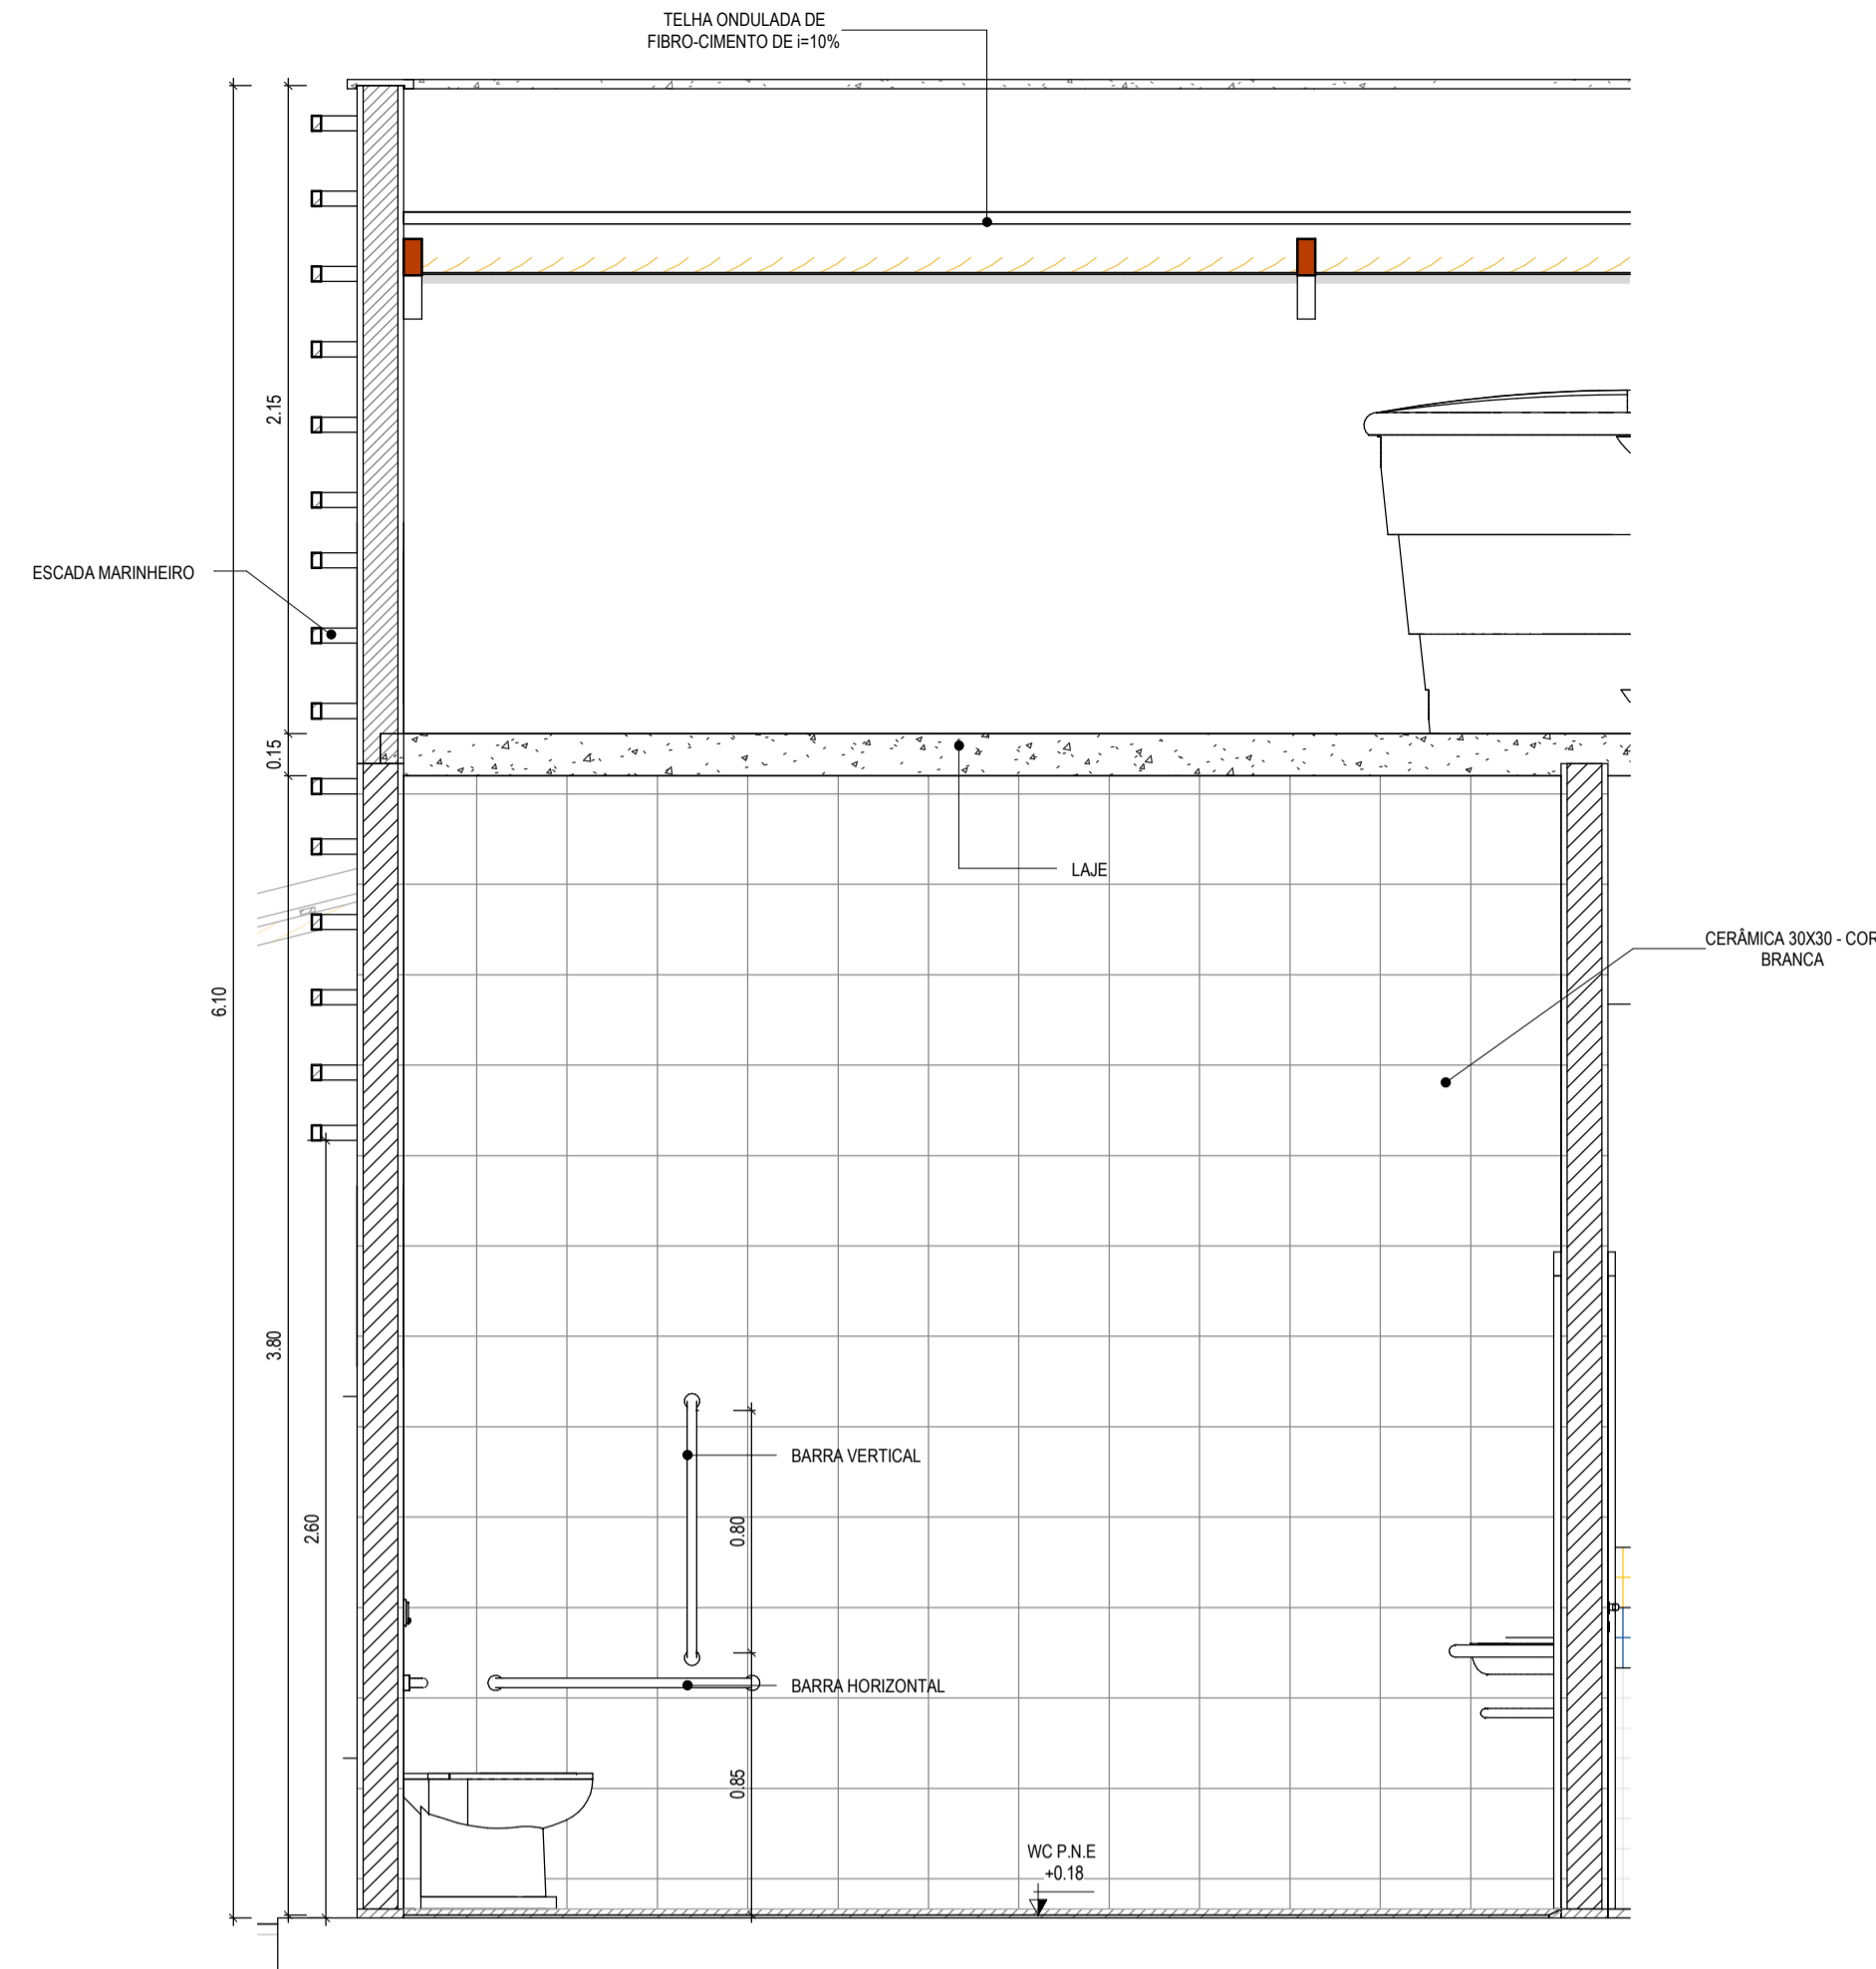 TELHA ONDULADA DE
FIBRO-CIMENTO DE i=10%
2.15
ESCADA MARINHEIRO
0.15
LAJE
CERÂMICA 30X30 - COR
BRANCA
6.10
3.80
BARRA VERTICAL
2.60
0.80
BARRA HORIZONTAL
0.85
WC P.N.E
+0.18